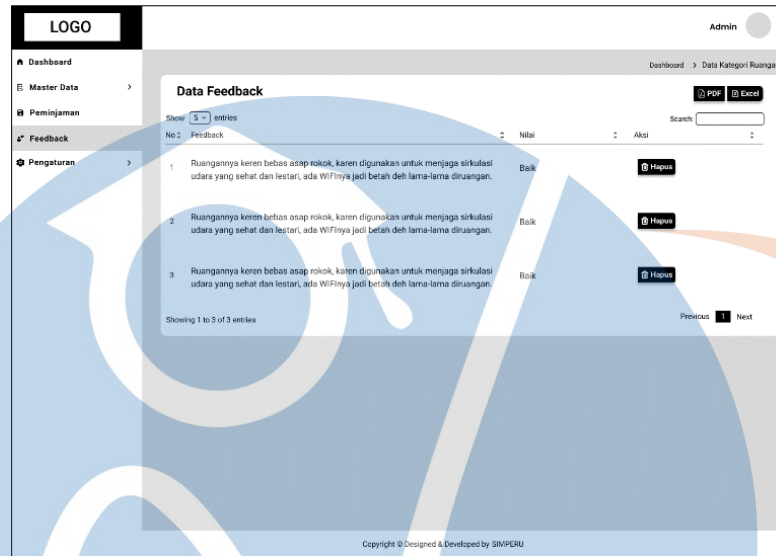 LOGO
Admin
Dashboard
Master Data
Peminjaman
Feedback
Pengaturan
Dashboard > Data Kategori Ruanga
Data Feedback
PDF Excel
Show 5 entries
Search:
No Feedback Nilai Aksi
1 Ruangannya keren bebas asap rokok, karen digunakan untuk menjaga sirkulasi
udara yang sehat dan lestari, ada WIFInya jadi betah deh lama-lama diruangan.
Baik Hapus
2 Ruangannya keren bebas asap rokok, karen digunakan untuk menjaga sirkulasi
udara yang sehat dan lestari, ada WIFInya jadi betah deh lama-lama diruangan.
Baik Hapus
3 Ruangannya keren bebas asap rokok, karen digunakan untuk menjaga sirkulasi
udara yang sehat dan lestari, ada WIFInya jadi betah deh lama-lama diruangan.
Baik Hapus
Showing 1 to 3 of 3 entries
Previous 1 Next
Copyright © Designed & Developed by SIMPERU